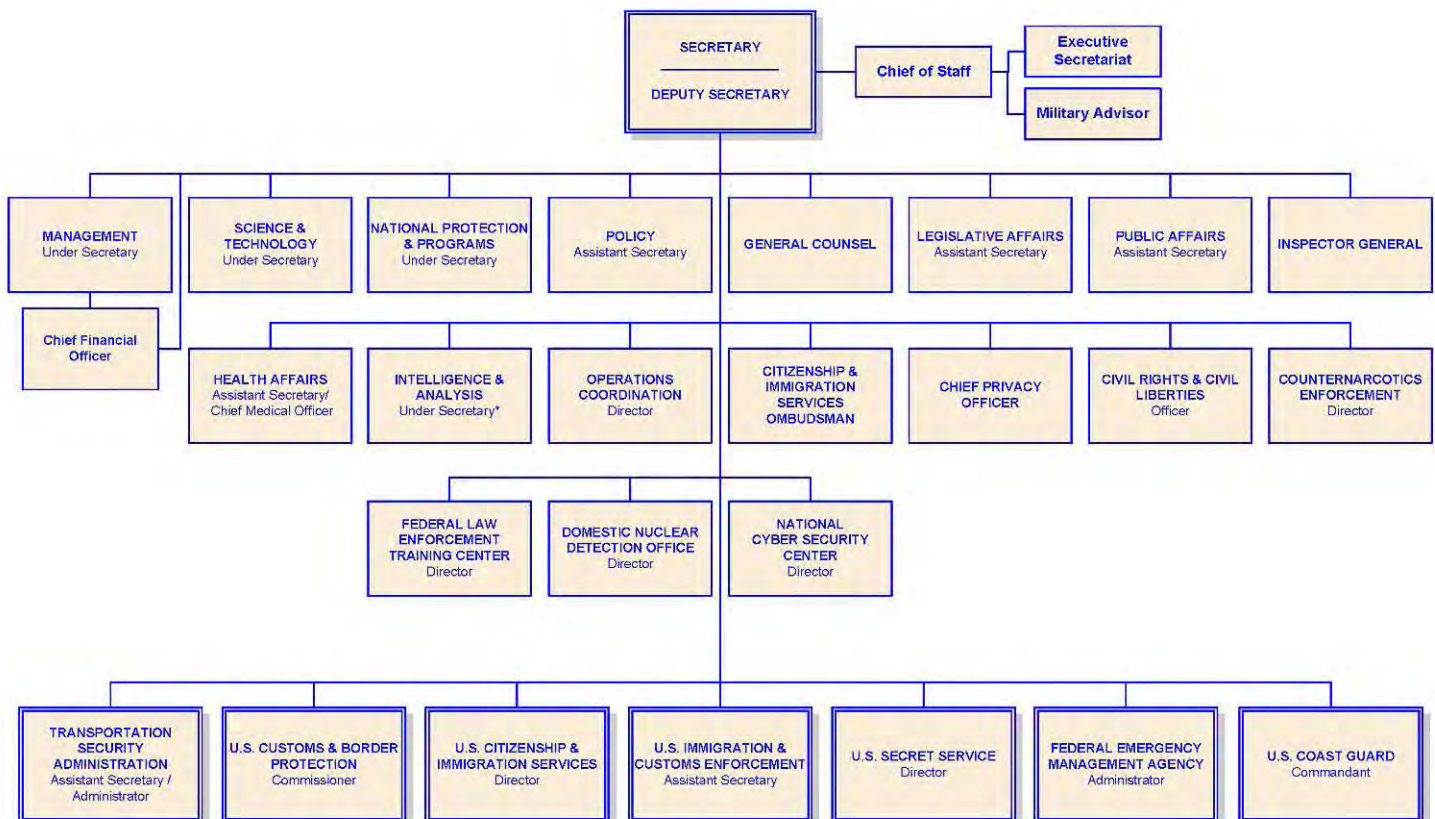 SECRETARY
DEPUTY SECRETARY
Chief of Staff
Executive
Secretariat
Military Advisor
MANAGEMENT
Under Secretary
SCIENCE &
TECHNOLOGY
Under Secretary
NATIONAL PROTECTION
& PROGRAMS
Under Secretary
POLICY
Assistant Secretary
GENERAL COUNSEL
LEGISLATIVE AFFAIRS
Assistant Secretary
PUBLIC AFFAIRS
Assistant Secretary
INSPECTOR GENERAL
Chief Financial
Officer
HEALTH AFFAIRS
Assistant Secretary/
Chief Medical Officer
INTELLIGENCE &
ANALYSIS
Under Secretary*
OPERATIONS
COORDINATION
Director
CITIZENSHIP &
IMMIGRATION
SERVICES
OMBUDSMAN
CHIEF PRIVACY
OFFICER
CIVIL RIGHTS & CIVIL
LIBERTIES
Officer
COUNTERNARCOTICS
ENFORCEMENT
Director
FEDERAL LAW
ENFORCEMENT
TRAINING CENTER
Director
DOMESTIC NUCLEAR
DETECTION OFFICE
Director
NATIONAL
CYBER SECURITY
CENTER
Director
TRANSPORTATION
SECURITY
ADMINISTRATION
Assistant Secretary /
Administrator
U.S. CUSTOMS & BORDER
PROTECTION
Commissioner
U.S. CITIZENSHIP &
IMMIGRATION SERVICES
Director
U.S. IMMIGRATION &
CUSTOMS ENFORCEMENT
Assistant Secretary
U.S. SECRET SERVICE
Director
FEDERAL EMERGENCY
MANAGEMENT AGENCY
Administrator
U.S. COAST GUARD
Commandant